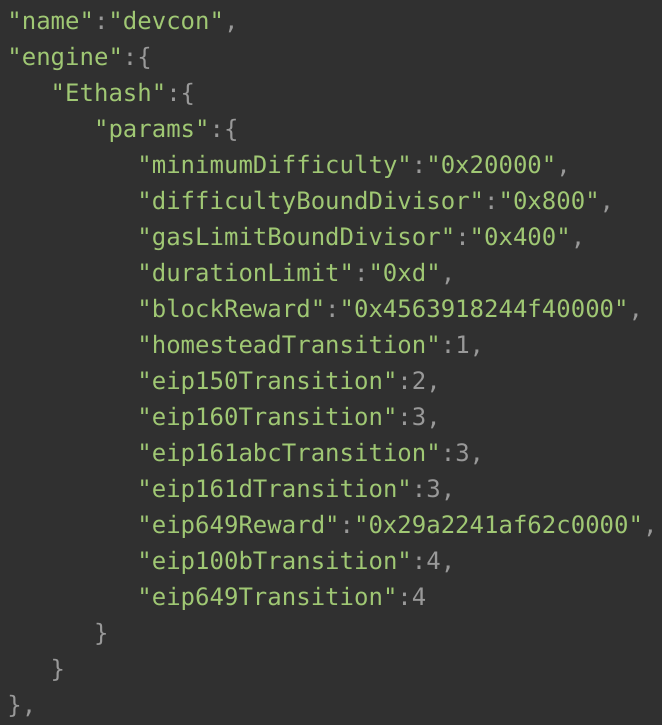 "name":"devcon",
"engine":{
   "Ethash":{
      "params":{
         "minimumDifficulty":"0x20000",
         "difficultyBoundDivisor":"0x800",
         "gasLimitBoundDivisor":"0x400",
         "durationLimit":"0xd",
         "blockReward":"0x4563918244f40000",
         "homesteadTransition":1,
         "eip150Transition":2,
         "eip160Transition":3,
         "eip161abcTransition":3,
         "eip161dTransition":3,
         "eip649Reward":"0x29a2241af62c0000",
         "eip100bTransition":4,
         "eip649Transition":4
      }
   }
},